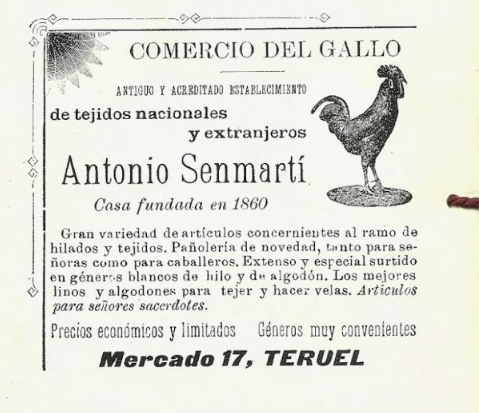 COMERCIO DEL GALLO
ANTIGUO Y ACREDITADO ESTABLECIMIENTO
de tejidos nacionales
y extranjeros
Antonio Senmartí
Casa fundada en 1860
Gran variedad de artículos concernientes al ramo de
hilados y tejidos. Pañolería de novedad, tanto para se-
ñoras como para caballeros. Extenso y especial surtido
en géneros blancos de hilo y de algodón. Los mejores
linos y algodones para tejer y hacer velas. Artículos
para señores sacerdotes.
Precios económicos y limitados Géneros muy convenientes
Mercado 17, TERUEL